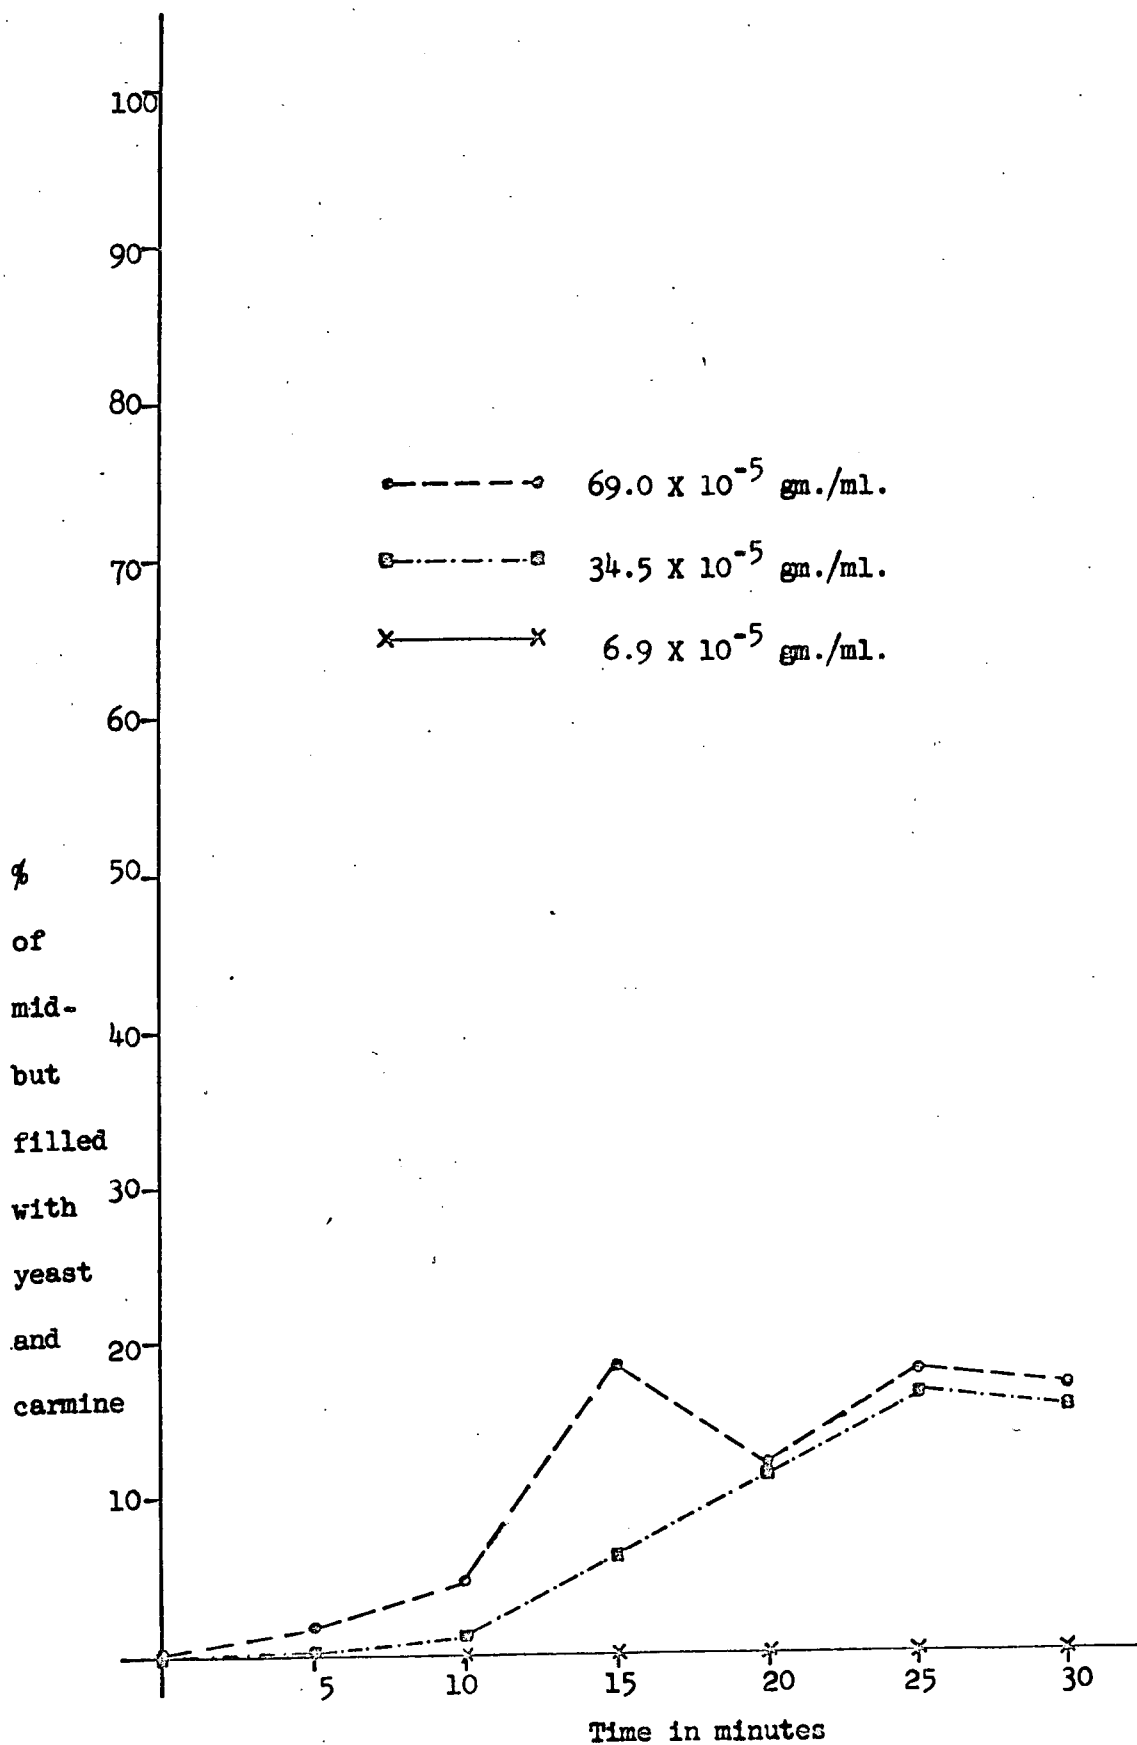 100
90
80
69.0 X 10⁻⁵ gm./ml.
70
34.5 X 10⁻⁵ gm./ml.
6.9 X 10⁻⁵ gm./ml.
60
50
40
30
20
10
%
of
mid-
but
filled
with
yeast
and
carmine
5 10 15 20 25 30
Time in minutes